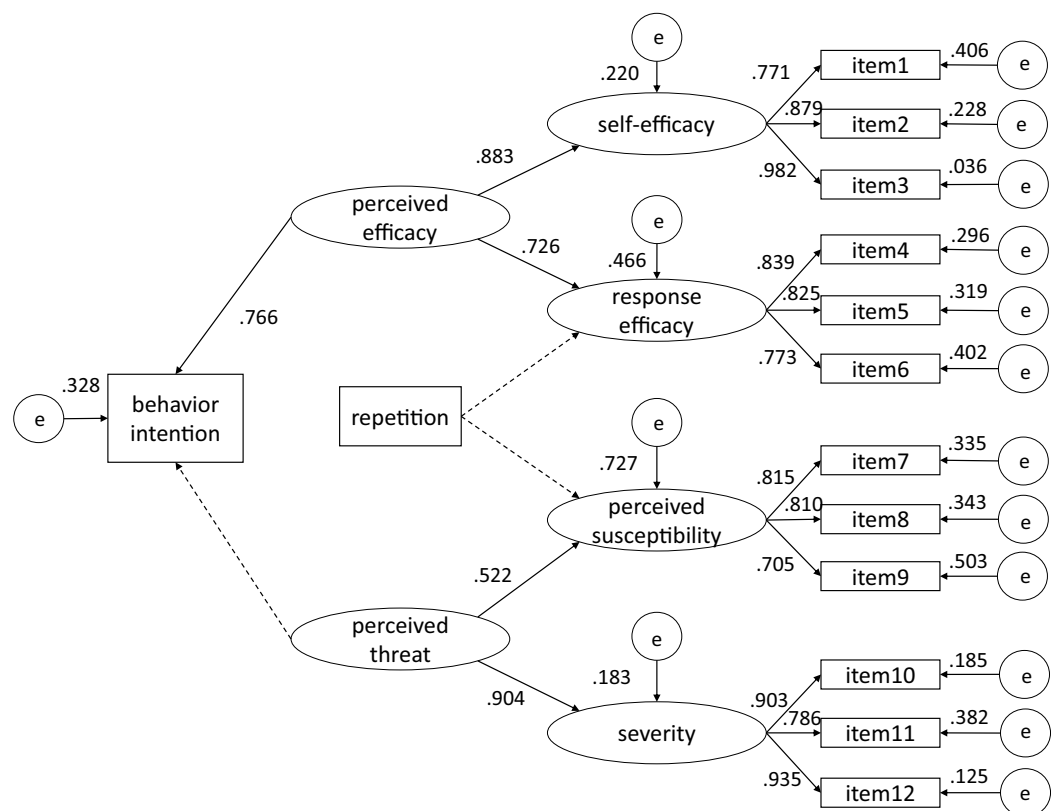 e
.220
self-efficacy
.771
.879
.982
item1
item2
item3
.406
.228
.036
e
e
e
.883
perceived
efficacy
.726
.766
e
.466
response
efficacy
.839
.825
.773
item4
item5
item6
.296
.319
.402
e
e
e
e
.328
behavior
intention
repetition
e
.727
perceived
susceptibility
.815
.810
.705
item7
item8
item9
.335
.343
.503
e
e
e
.522
perceived
threat
.904
e
.183
severity
.903
.786
.935
item10
item11
item12
.185
.382
.125
e
e
e